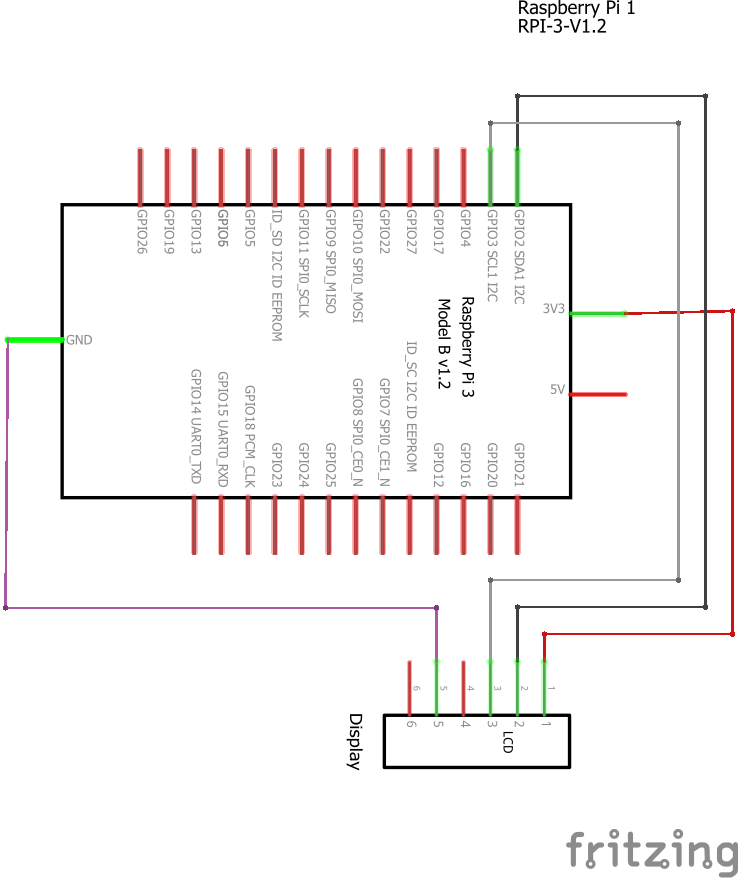 Raspberry Pi 1
RPI-3-V1.2
GPIO26
GPIO19
GPIO13
GPIO5
ID_SD I2C ID EEPROM
GPIO11 SPI0_SCLK
GPIO9 SPI0_MISO
GIPO10 SPI0_MOSI
GPIO22
GPIO27
GPIO17
GPIO4
GPIO3 SCL1 I2C
GPIO2 SDA1 I2C
3V3
5V
GND
Raspberry Pi 3
Model B v1.2
GPIO14 UART0_TXD
GPIO15 UART0_RXD
GPIO18 PCM_CLK
GPIO23
GPIO24
GPIO25
GPIO8 SPI0_CE0_N
GPIO7 SPI0_CE1_N
ID_SC I2C ID EEPROM
GPIO12
GPIO16
GPIO20
GPIO21
6
5
4
3
2
1
6
5
4
3
2
1
LCD
Display
fritzing